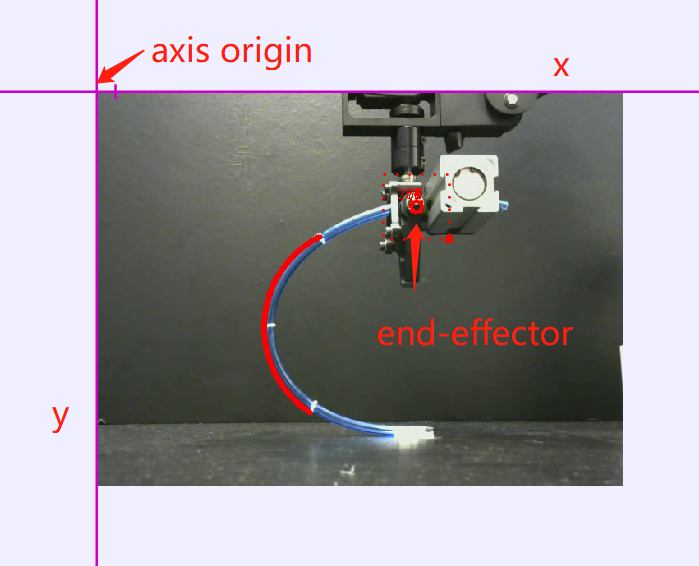 axis origin
x
end-effector
y